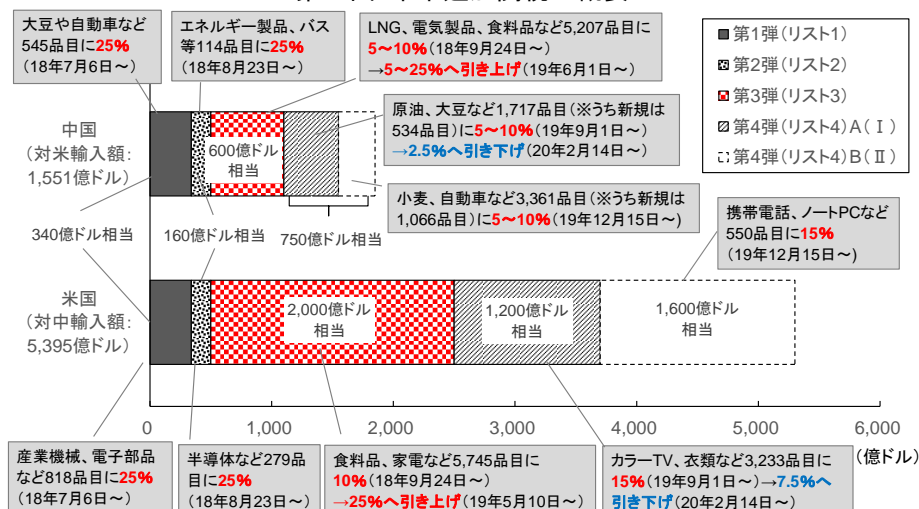 大豆や自動車など
545品目に25%
(18年7月6日～)
エネルギー製品、バス
等114品目に25%
(18年8月23日～)
LNG、電気製品、食料品など5,207品目に
5～10%(18年9月24日～)
→5～25%へ引き上げ(19年6月1日～)
第1弾(リスト1)
第2弾(リスト2)
第3弾(リスト3)
第4弾(リスト4)A(Ⅰ)
第4弾(リスト4)B(Ⅱ)
原油、大豆など1,717品目(※うち新規は
534品目)に5～10%(19年9月1日～)
→2.5%へ引き下げ(20年2月14日～)
中国
(対米輸入額:
1,551億ドル)
600億ドル
相当
小麦、自動車など3,361品目(※うち新規は
1,066品目)に5～10%(19年12月15日～)
340億ドル相当
160億ドル相当
750億ドル相当
携帯電話、ノートPCなど
550品目に15%
(19年12月15日～)
米国
(対中輸入額:
5,395億ドル)
2,000億ドル
相当
1,200億ドル
相当
1,600億ドル
相当
0
1,000
2,000
3,000
4,000
5,000
6,000
(億ドル)
産業機械、電子部品
など818品目に25%
(18年7月6日～)
半導体など279品
目に25%
(18年8月23日～)
食料品、家電など5,745品目に
10%(18年9月24日～)
→25%へ引き上げ(19年5月10日～)
カラーTV、衣類など3,233品目に
15%(19年9月1日～)→7.5%へ
引き下げ(20年2月14日～)